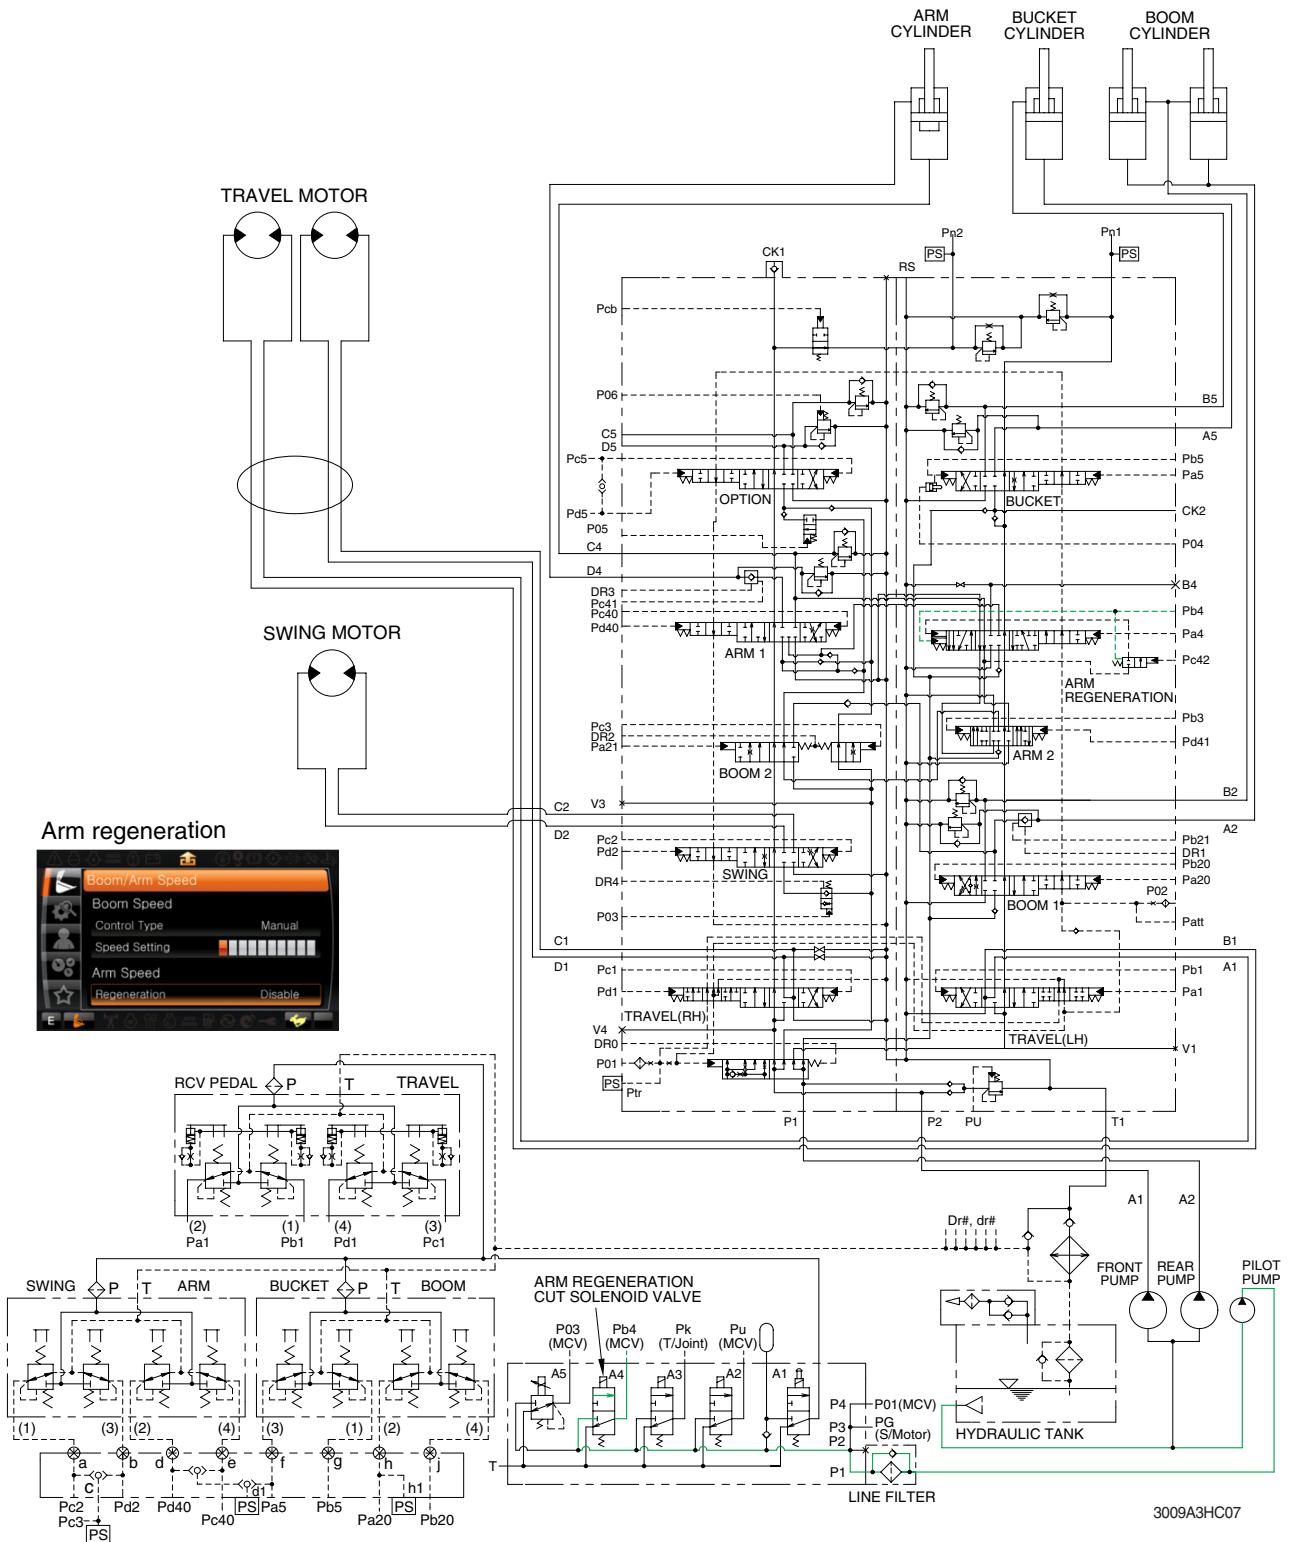 ARM
CYLINDER
BUCKET
CYLINDER
BOOM
CYLINDER
TRAVEL MOTOR
CK1
Pn2
PS
RS
Pn1
PS
Pcb
P06
C5
D5
Pc5
Pd5
P05
C4
D4
DR3
Pc41
Pc40
Pd40
OPTION
ARM 1
B5
A5
Pb5
Pa5
BUCKET
CK2
P04
B4
Pb4
Pa4
Pc42
ARM
REGENERATION
Pb3
Pd41
ARM 2
SWING MOTOR
Pc3
DR2
Pa21
BOOM 2
C2
V3
D2
Pc2
Pd2
SWING
DR4
P03
B2
A2
Pb21
DR1
Pb20
Pa20
BOOM 1
P02
Patt
C1
D1
Pc1
Pd1
TRAVEL(RH)
V4
DR0
P01
PS
Ptr
B1
A1
Pb1
Pa1
TRAVEL(LH)
V1
P1
P2
PU
T1
Arm regeneration
Boom/Arm Speed
Boom Speed
Control Type Manual
Speed Setting
Arm Speed
Regeneration Disable
E
RCV PEDAL
P
T
TRAVEL
(2)
(1)
(4)
(3)
Pa1
Pb1
Pd1
Pc1
SWING
P
T
ARM
BUCKET
P
T
BOOM
(1)
(3)
(2)
(4)
(3)
(1)
(2)
(4)
a
b
d
e
f
g
h
j
c
d1
h1
Pc2
Pd2
Pd40
PS
Pa5
Pb5
PS
Pc3
PS
Pc40
Pa20
Pb20
ARM REGENERATION
CUT SOLENOID VALVE
P03
(MCV)
Pb4
(MCV)
Pk
(T/Joint)
Pu
(MCV)
A5
A4
A3
A2
A1
T
P4
P01(MCV)
P3
PG
(S/Motor)
P2
P1
LINE FILTER
Dr#, dr#
A1
A2
FRONT
PUMP
REAR
PUMP
PILOT
PUMP
HYDRAULIC TANK
3009A3HC07